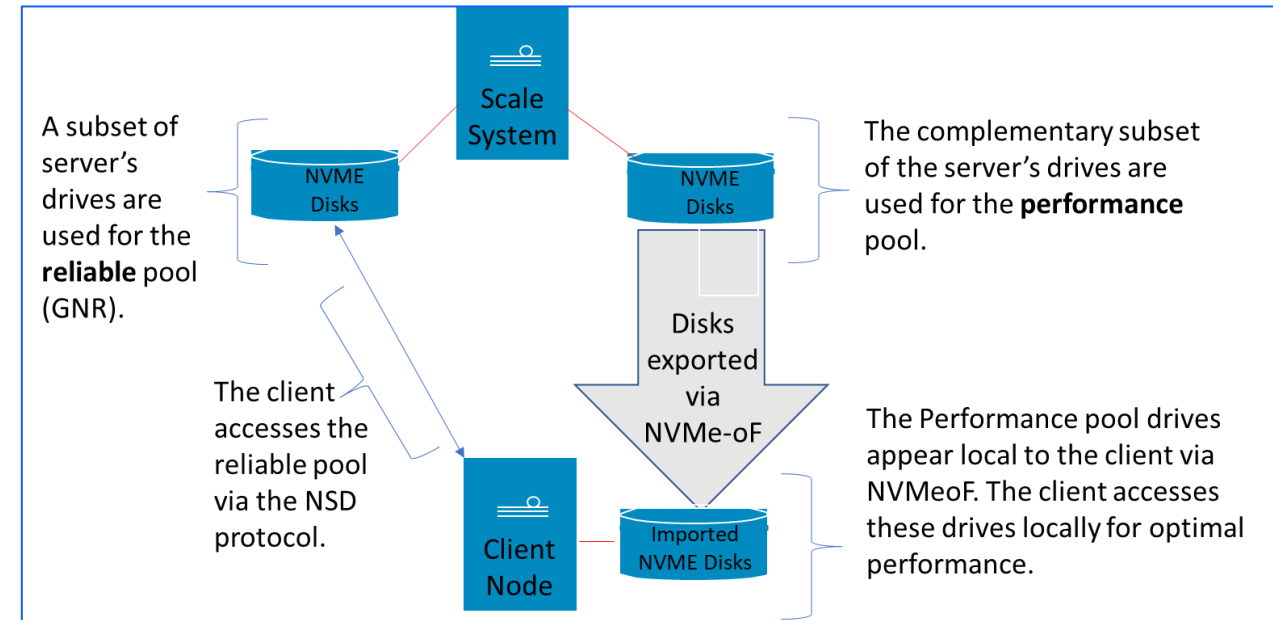 Scale
System
A subset of
server's
drives are
used for the
reliable pool
(GNR).
NVME
Disks
NVME
Disks
The complementary subset
of the server's drives are
used for the performance
pool.
Disks
exported
via
NVMe-oF
The client
accesses the
reliable pool
via the NSD
protocol.
Client
Node
Imported
NVME Disks
The Performance pool drives
appear local to the client via
NVMeoF. The client accesses
these drives locally for optimal
performance.